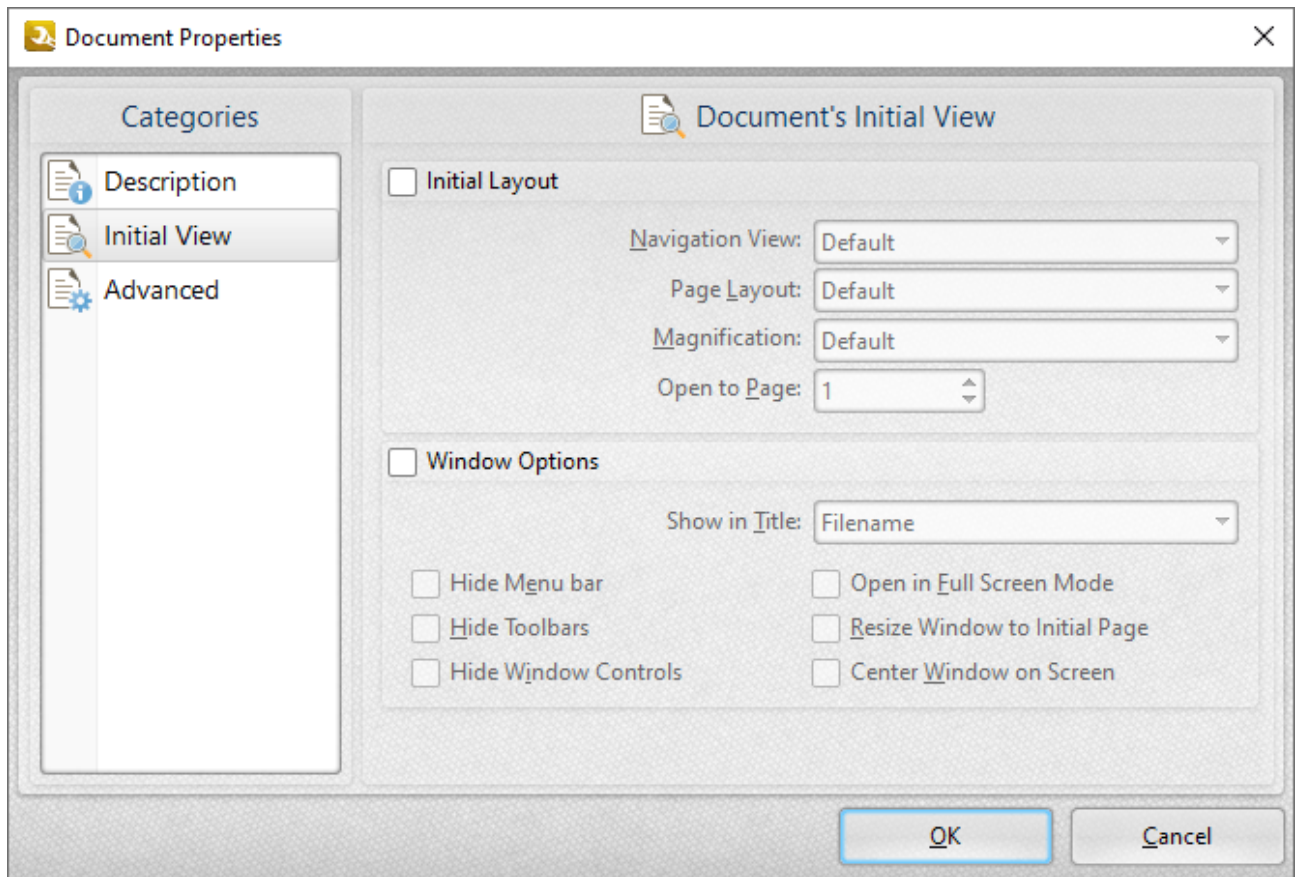 Document Properties
Categories
Description
Initial View
Advanced
Document's Initial View
Initial Layout
Navigation View: Default
Page Layout: Default
Magnification: Default
Open to Page: 1
Window Options
Show in Title: Filename
Hide Menu bar
Open in Full Screen Mode
Hide Toolbars
Resize Window to Initial Page
Hide Window Controls
Center Window on Screen
OK
Cancel